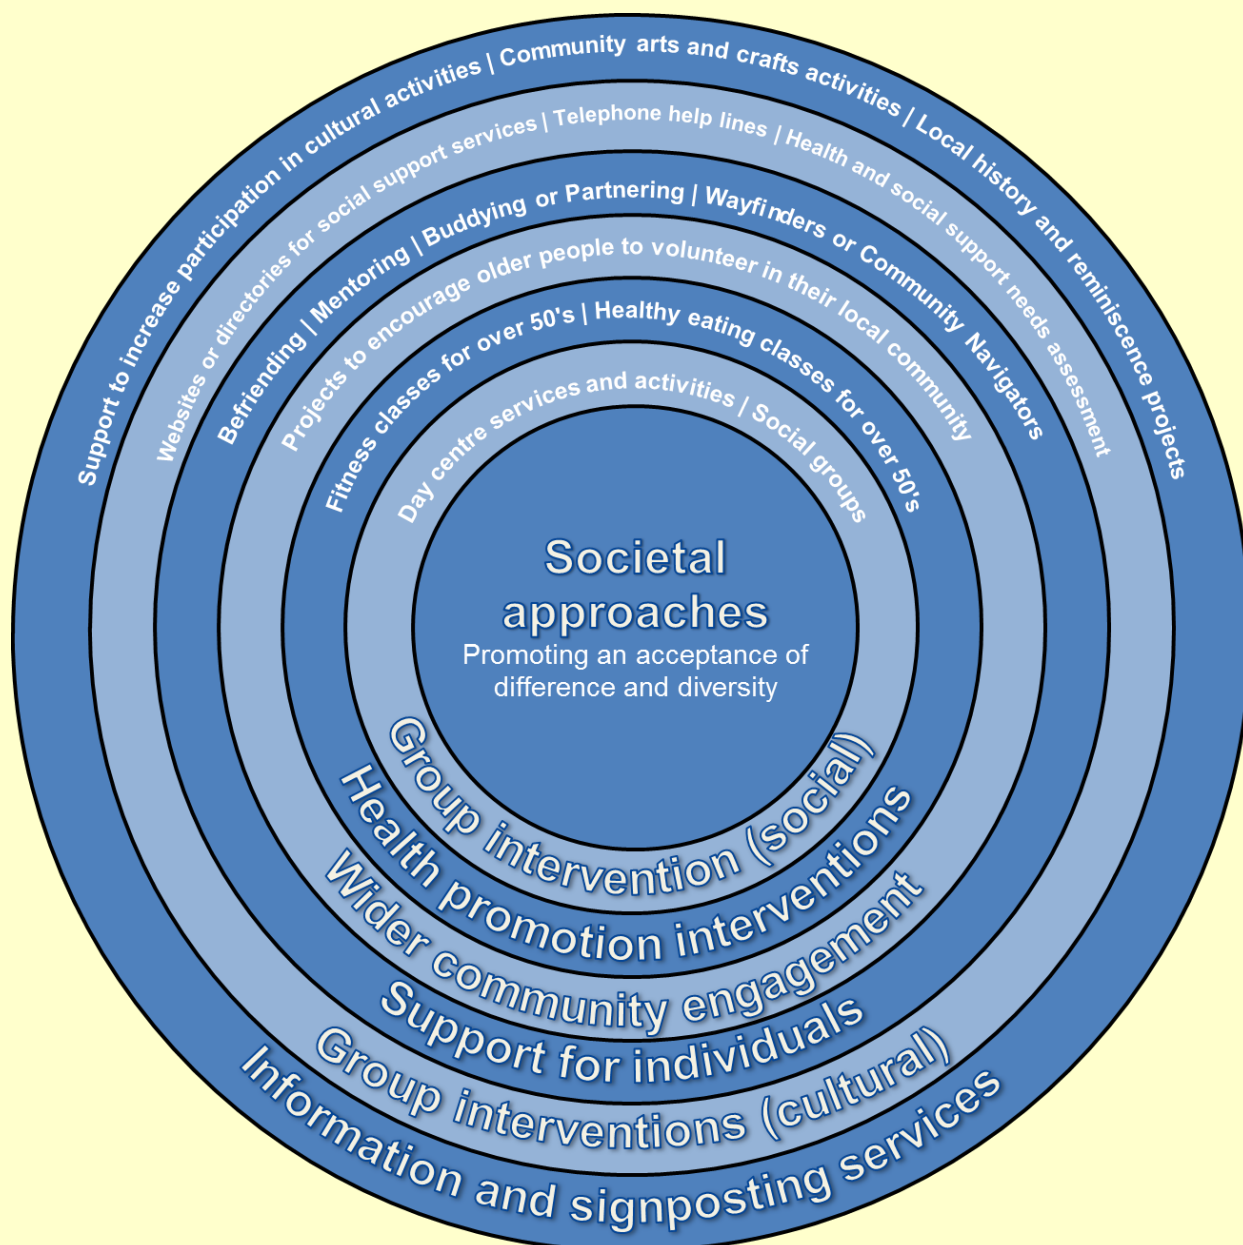 Support to increase participation in cultural activities | Community arts and crafts activities | Local history and reminiscence projects
Websites or directories for social support services | Telephone help lines | Health and social support needs assessment
Befriending | Mentoring | Buddying or Partnering | Wayfinders or Community Navigators
Projects to encourage older people to volunteer in their local community
Fitness classes for over 50's | Healthy eating classes for over 50's
Day centre services and activities | Social groups
Societal
approaches
Promoting an acceptance of
difference and diversity
Group intervention (social)
Health promotion interventions
Wider community engagement
Support for individuals
Group interventions (cultural)
Information and signposting services